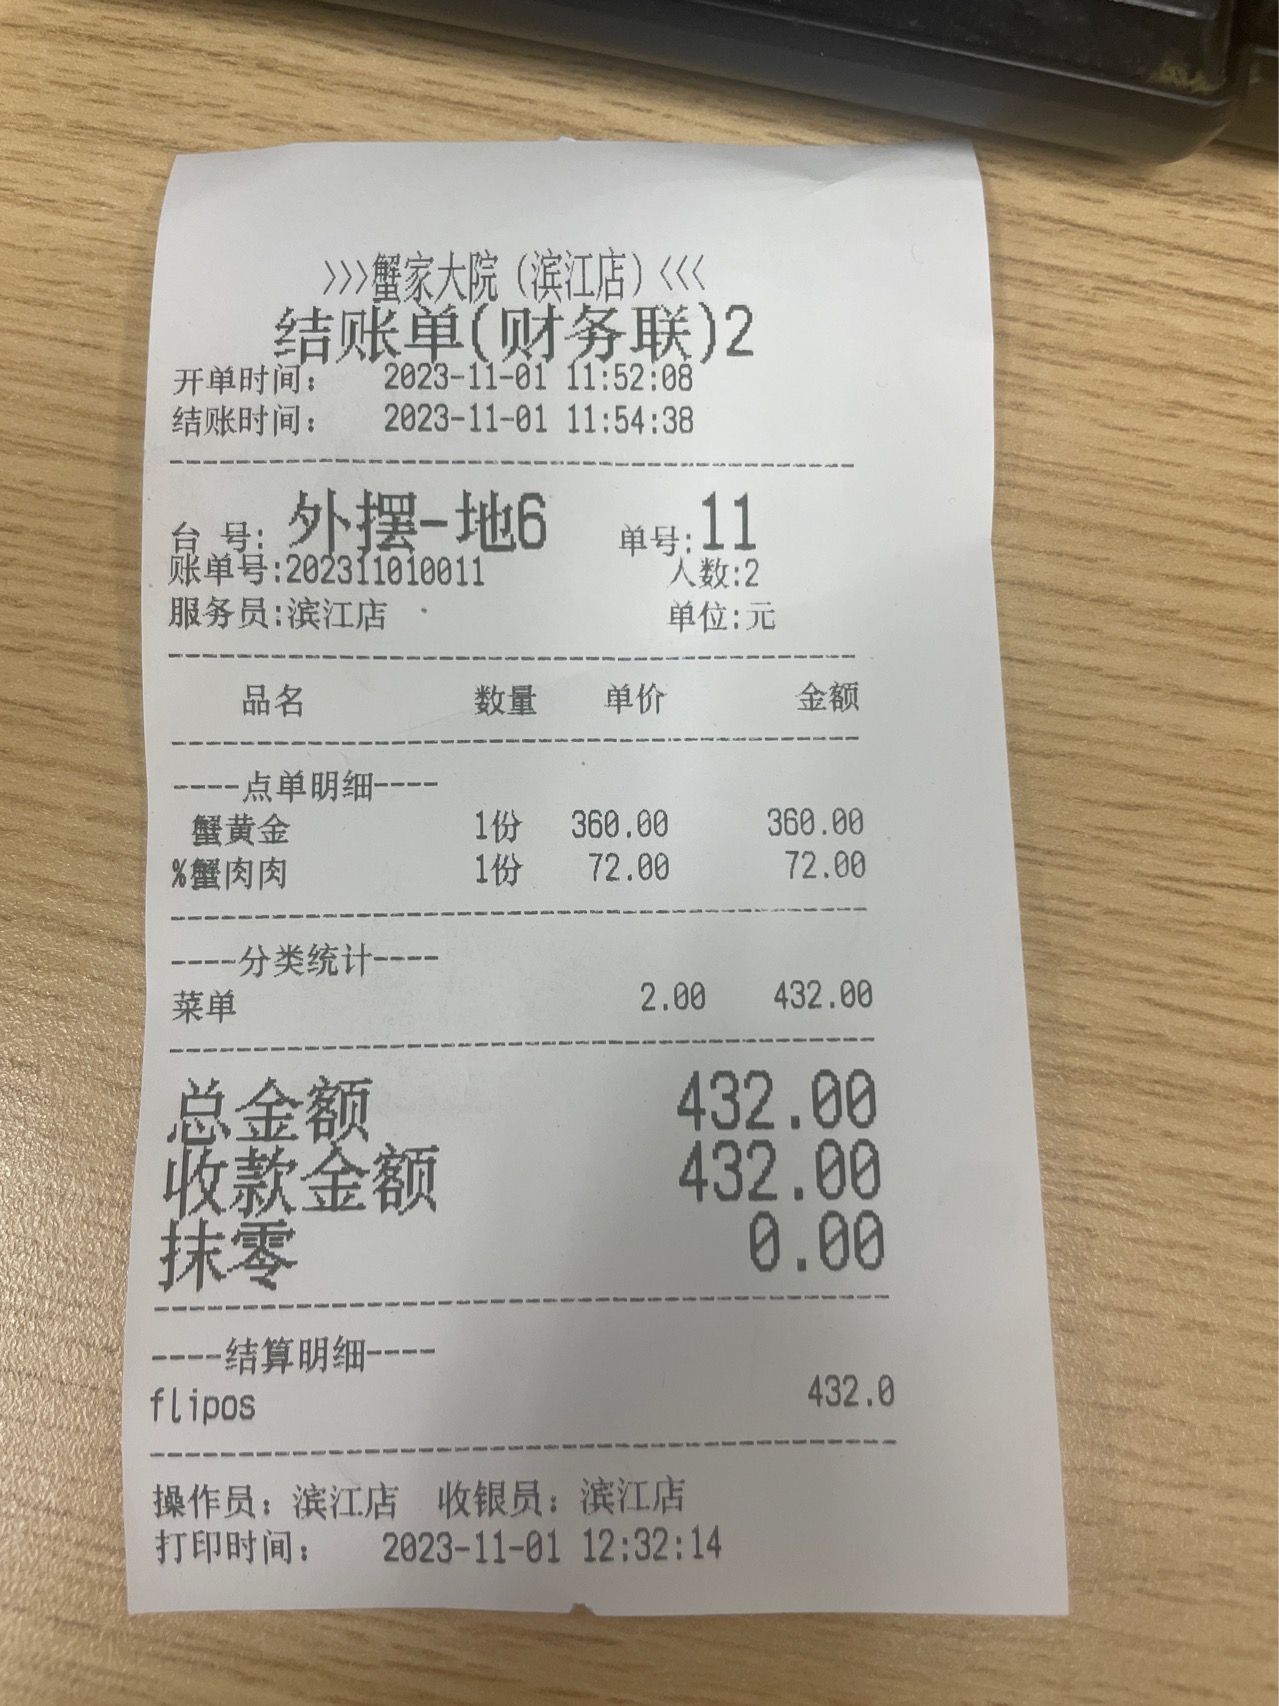 >>>蟹家大院（滨江店）<<<
结账单(财务联)2
开单时间： 2023-11-01 11:52:08
结账时间： 2023-11-01 11:54:38
台 号: 外摆-地6 单号:11
账单号:202311010011 人数:2
服务员:滨江店 单位:元
品名 数量 单价 金额
----点单明细----
蟹黄金 1份 360.00 360.00
%蟹肉肉 1份 72.00 72.00
----分类统计----
菜单 2.00 432.00
总金额 432.00
收款金额 432.00
抹零 0.00
----结算明细----
flipos 432.0
操作员：滨江店 收银员：滨江店
打印时间： 2023-11-01 12:32:14